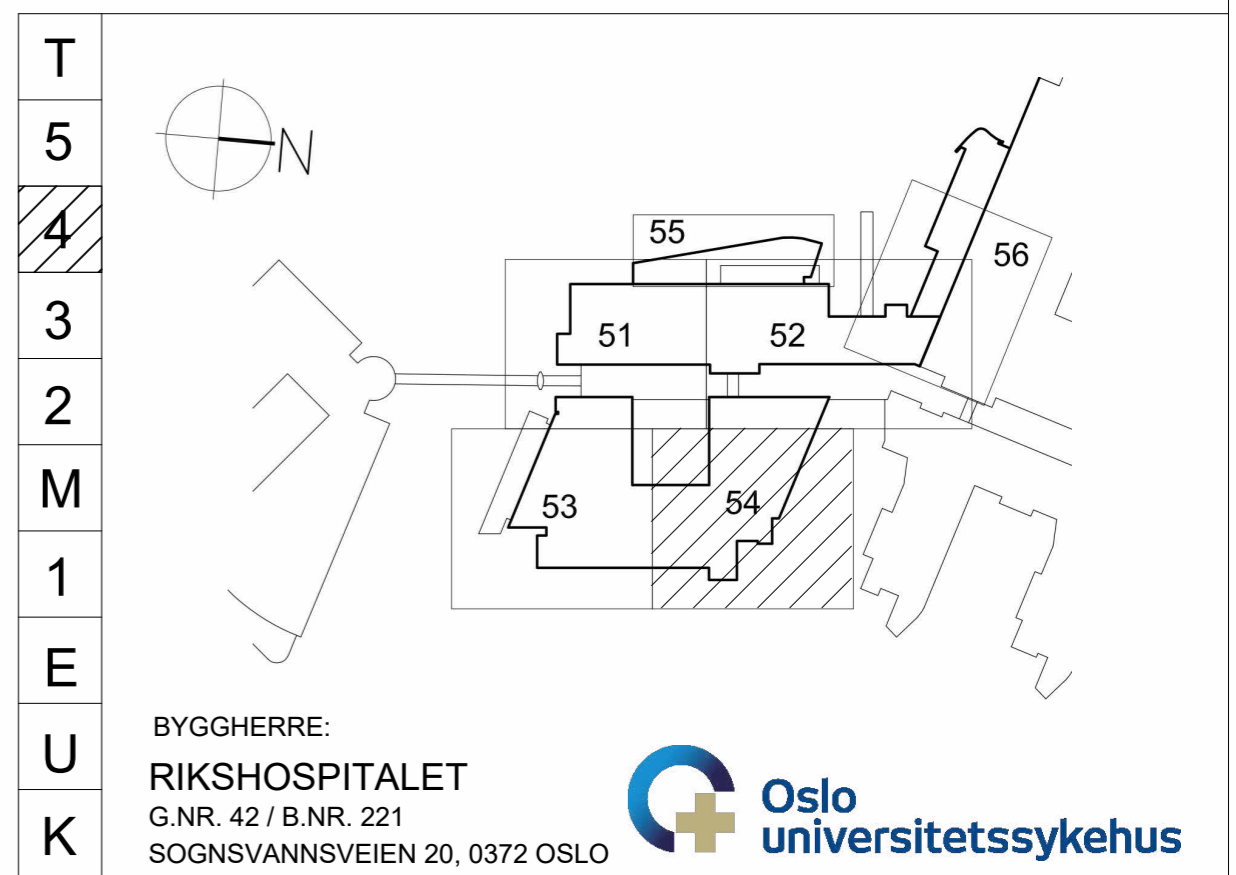 T
5
4
3
2
M
1
E
U
K
N
55
56
51
52
53
54
BYGGHERRE:
RIKSHOSPITALET
G.NR. 42 / B.NR. 221
SOGNSVANNSVEIEN 20, 0372 OSLO
Oslo
universitetssykehus